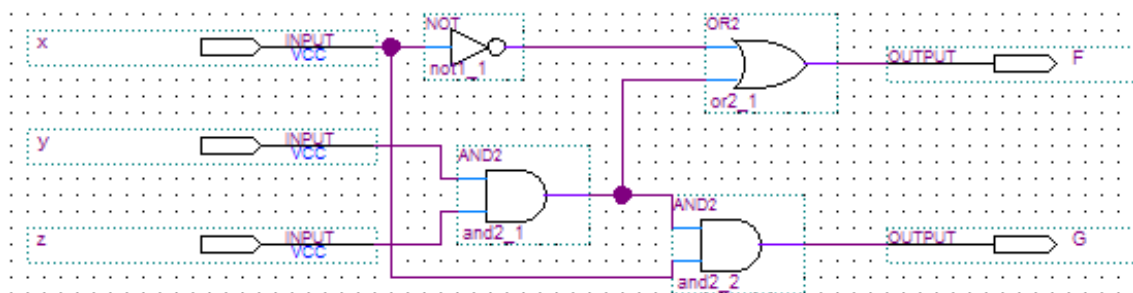 NOT
OR2
x
INPUT
VCC
not1_1
OUTPUT
F
or2_1
y
INPUT
VCC
AND2
and2_1
AND2
z
INPUT
VCC
OUTPUT
G
and2_2